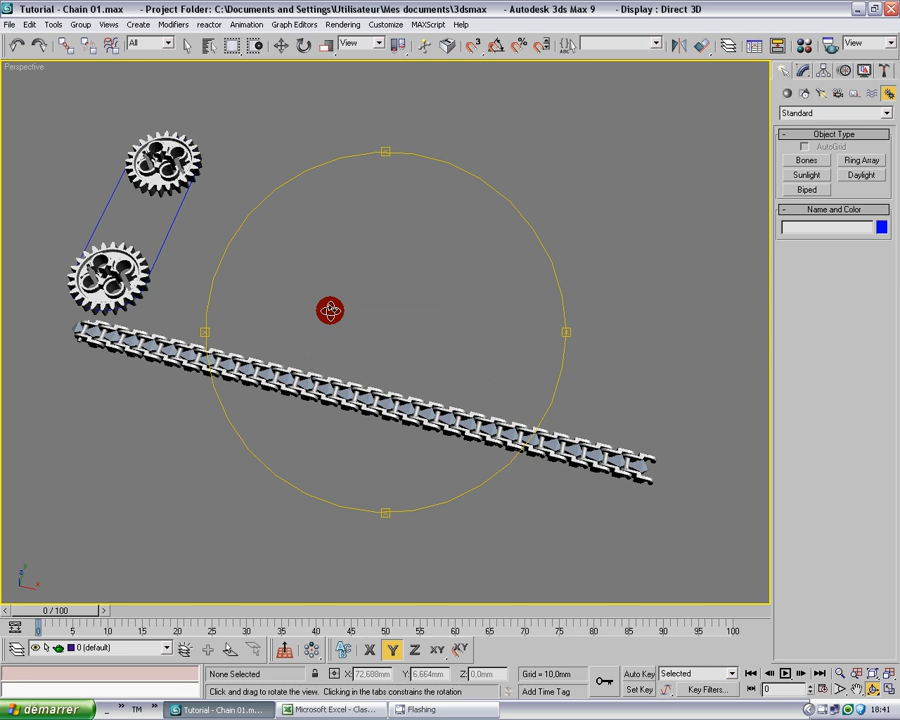 Tutorial - Chain 01.max - Project Folder: C:\Documents and Settings\Utilisateur\Mes documents\3dsmax - Autodesk 3ds Max 9 - Display : Direct 3D
File Edit Tools Group Views Create Modifiers reactor Animation Graph Editors Rendering Customize MAXScript Help
All View View
Perspective
Standard
- Object Type
AutoGrid
Bones Ring Array
Sunlight Daylight
Biped
- Name and Color
z y x
< 0 / 100 >
0 5 10 15 20 25 30 35 40 45 50 55 60 65 70 75 80 85 90 95 100
0 (default) X Y Z XY XY
None Selected X: 72,688mm Y: 6,664mm Z: 0,0mm Grid = 10,0mm Auto Key Selected
Click and drag to rotate the view. Clicking in the tabs constrains the rotation Add Time Tag Set Key Key Filters... 0
démarrer TM Tutorial - Chain 01.m... Microsoft Excel - Clas... Flashing 18:41